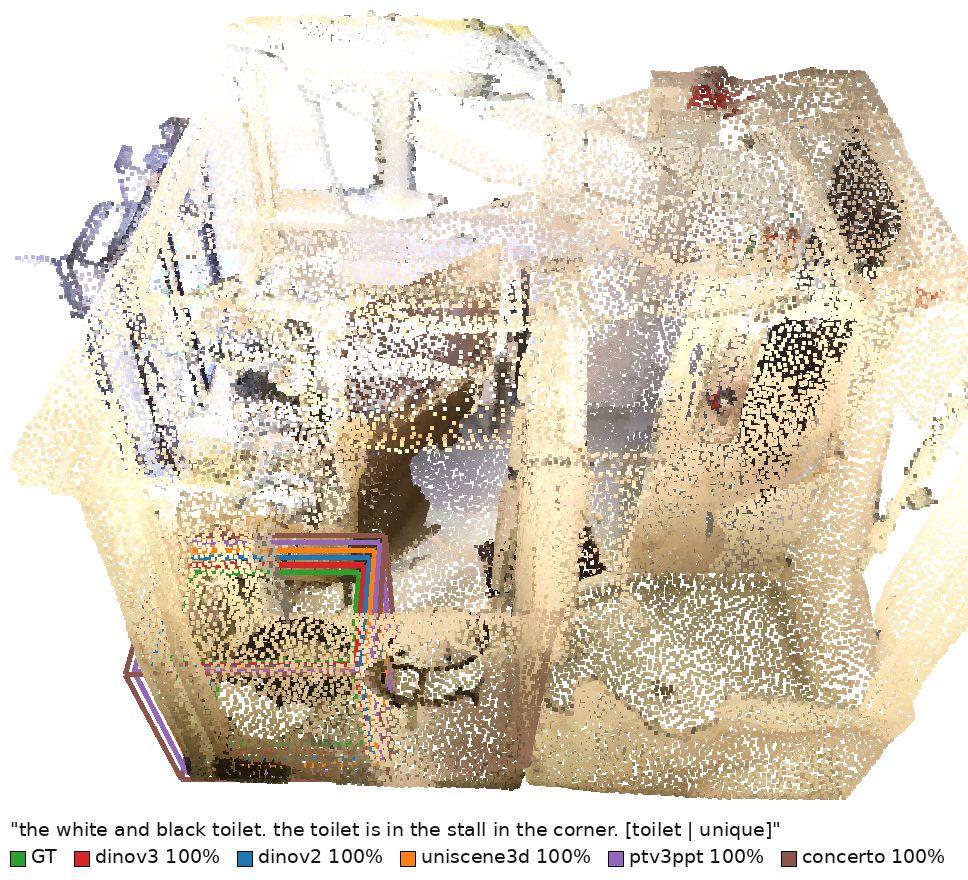 "the white and black toilet. the toilet is in the stall in the corner. [toilet | unique]"
GT dinov3 100% dinov2 100% uniscene3d 100% ptv3ppt 100% concerto 100%